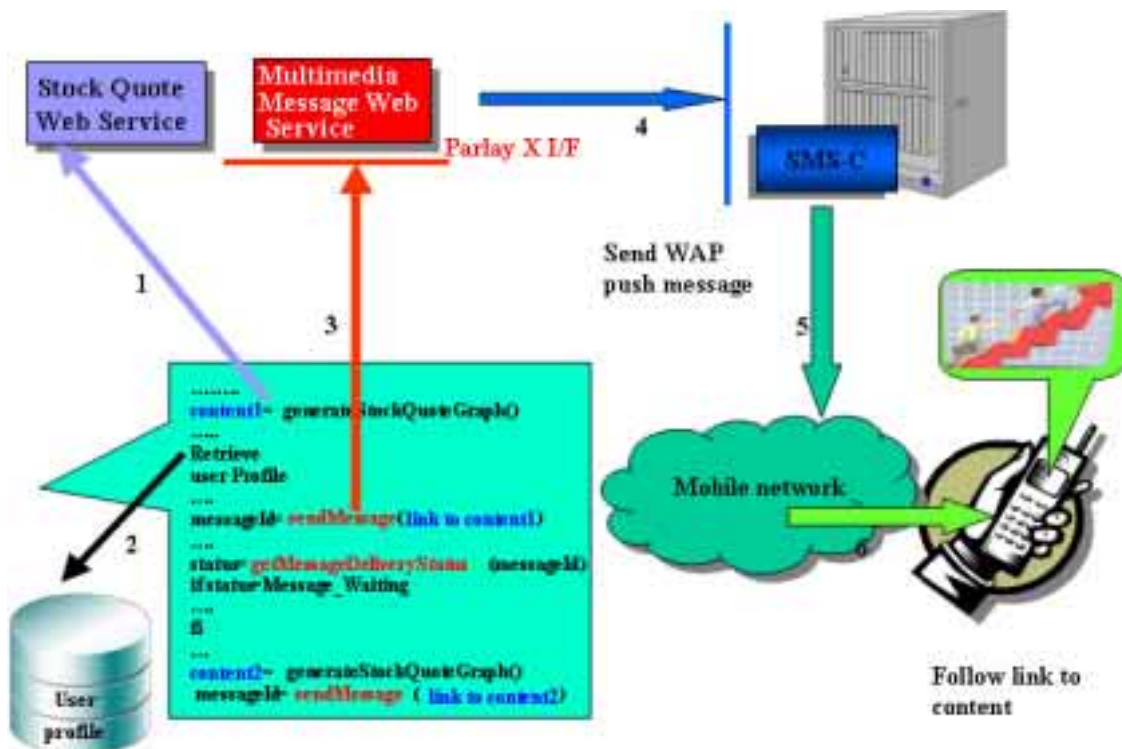 Stock Quote
Web Service
Multimedia
Message Web
Service
Parlay X I/F
4
SMS-C
1
3
Send WAP
push message
5
.........
content1= generateStockQuoteGraph()
.....
Retrieve
user Profile
....
messageId= sendMessage(link to content1)
....
status= getMessageDeliveryStatus (messageId)
if status=Message_Waiting
....
fi
...
content2= generateStockQuoteGraph()
messageId= sendMessage ( link to content2)
2
User
profile
Mobile network
6
Follow link to
content